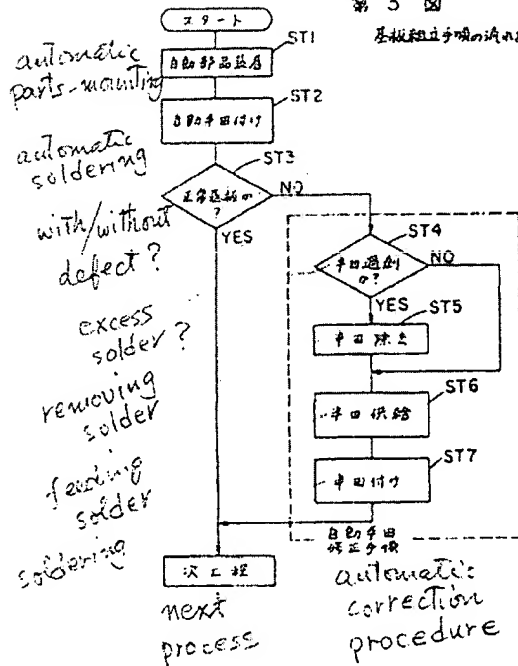 第 3 図
基板組立手順の流れ
スタート
ST1
自動部品装着
automatic
parts-mounting
ST2
自動半田付け
automatic
soldering
ST3
正常基板か
?
NO
YES
with/without
defect?
ST4
半田過剰
か?
NO
YES
excess
solder?
ST5
半田除去
removing
solder
ST6
半田供給
feeding
solder
ST7
半田付け
soldering
自動半田
修正手順
automatic
correction
procedure
次工程
next
process